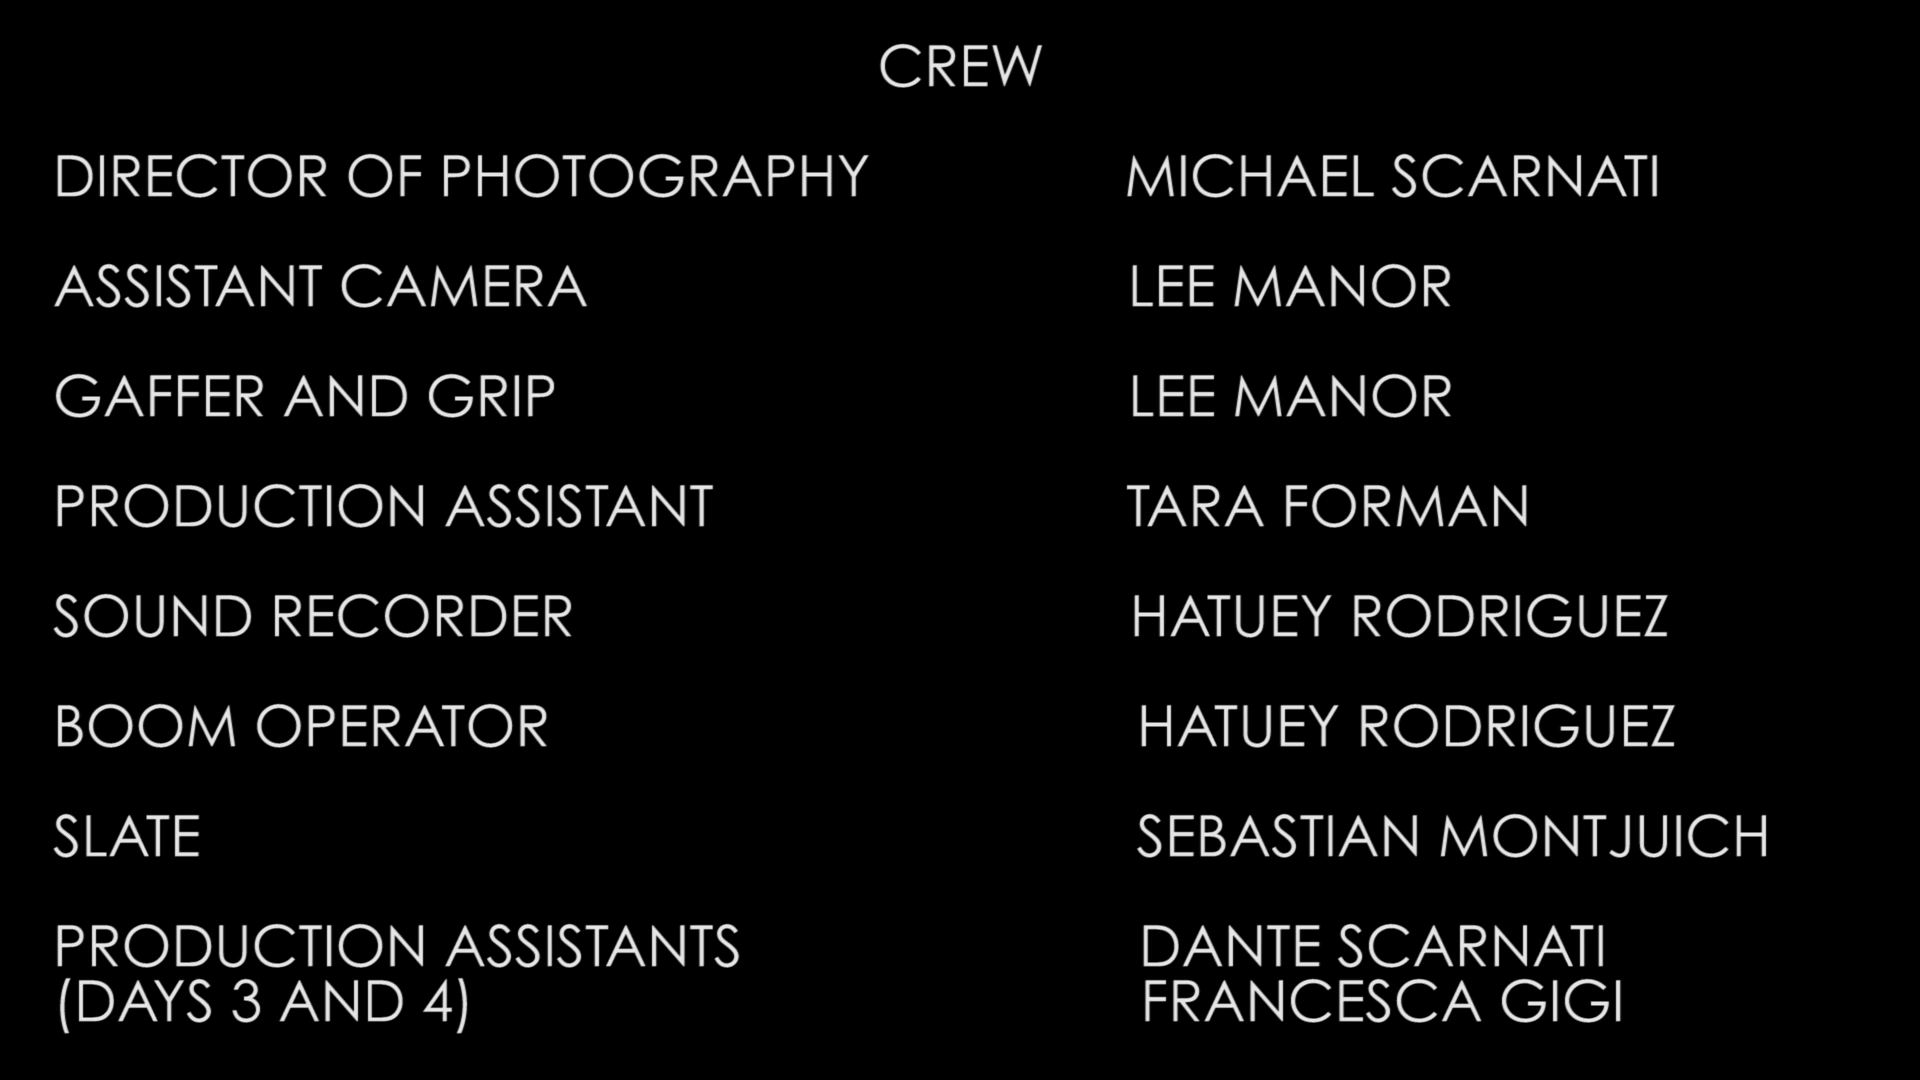 CREW
DIRECTOR OF PHOTOGRAPHY MICHAEL SCARNATI
ASSISTANT CAMERA LEE MANOR
GAFFER AND GRIP LEE MANOR
PRODUCTION ASSISTANT TARA FORMAN
SOUND RECORDER HATUEY RODRIGUEZ
BOOM OPERATOR HATUEY RODRIGUEZ
SLATE SEBASTIAN MONTJUICH
PRODUCTION ASSISTANTS DANTE SCARNATI
(DAYS 3 AND 4) FRANCESCA GIGI